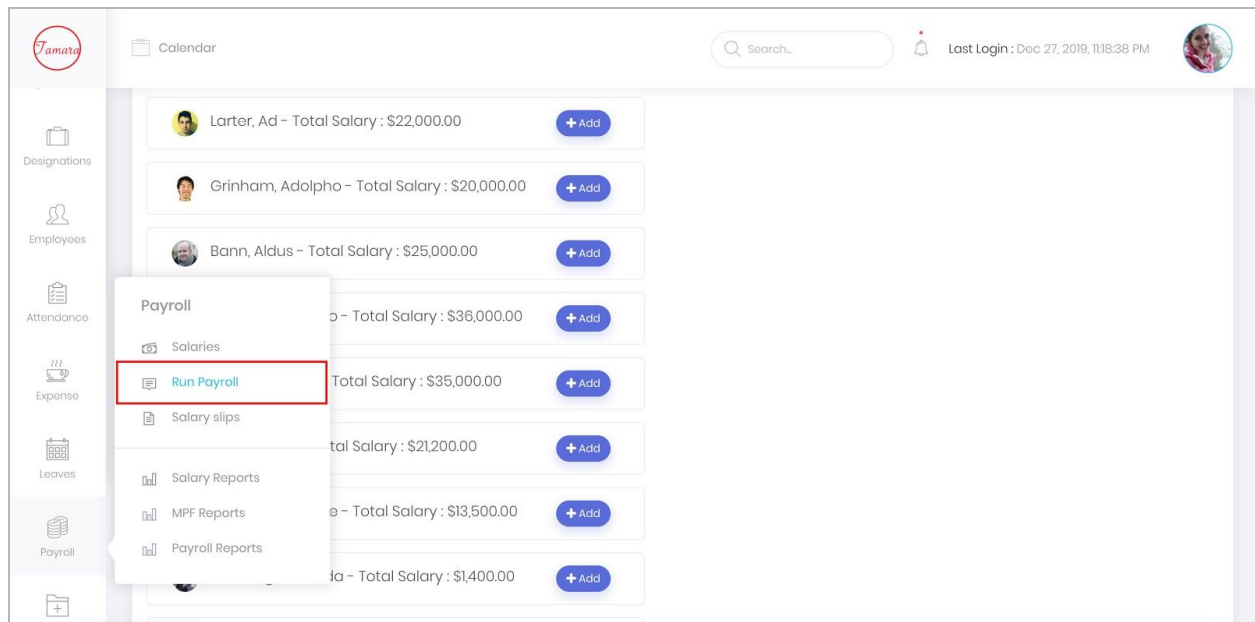 Tamara
Calendar
Search...
Last Login : Dec 27, 2019, 11:18:38 PM
Designations
Employees
Attendance
Expense
Leaves
Payroll
Larter, Ad - Total Salary : $22,000.00
+ Add
Grinham, Adolpho - Total Salary : $20,000.00
+ Add
Bann, Aldus - Total Salary : $25,000.00
+ Add
o - Total Salary : $36,000.00
+ Add
Total Salary : $35,000.00
+ Add
tal Salary : $21,200.00
+ Add
e - Total Salary : $13,500.00
+ Add
da - Total Salary : $1,400.00
+ Add
Payroll
Salaries
Run Payroll
Salary slips
Salary Reports
MPF Reports
Payroll Reports